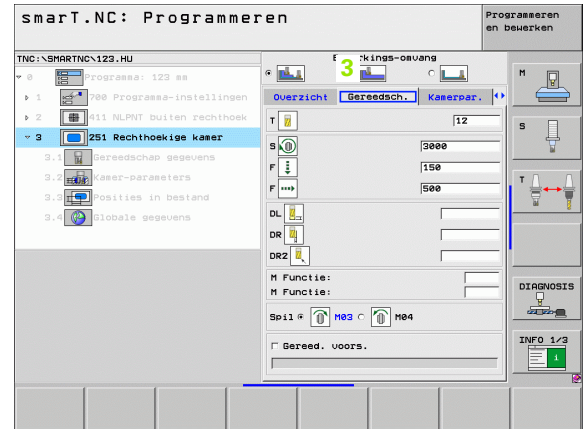 smarT.NC: Programmeren
Programmeren en bewerken
TNC:\SMARTNC\123.HU
0 Programma: 123 mm
1 700 Programma-instellingen
2 411 NLPNT buiten rechthoek
3 251 Rechthoekige kamer
3.1 Gereedschap gegevens
3.2 Kamer-parameters
3.3 Posities in bestand
3.4 Globale gegevens
3
Overzicht Gereedsch. Kamerpar.
T 12
S 3000
F 150
F 500
DL
DR
DR2
M Functie:
M Functie:
Spil M03 M04
Gereed. voors.
M
S
T
DIAGNOSIS
INFO 1/3